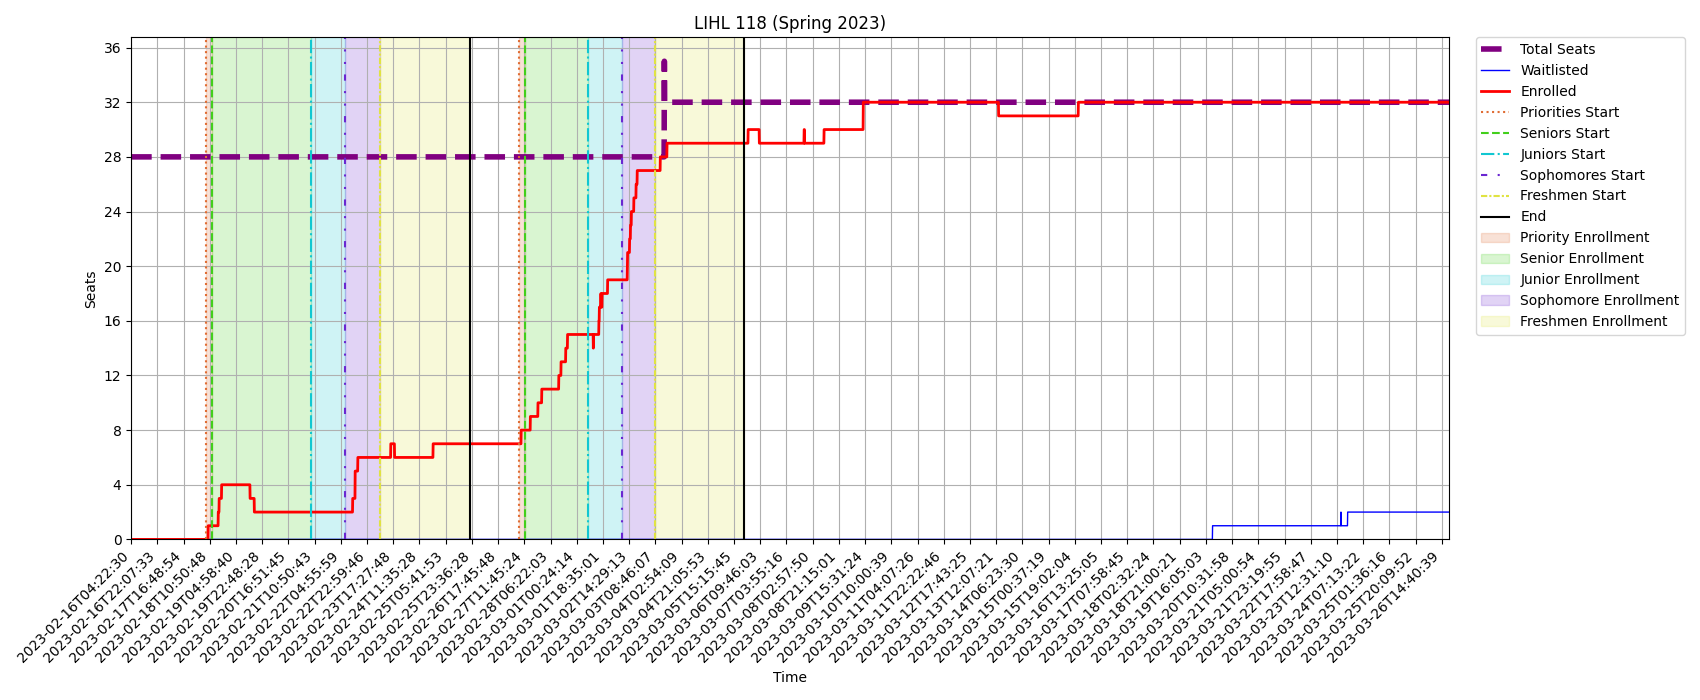 LIHL 118 (Spring 2023)
Seats
36
32
28
24
20
16
12
8
4
0
2023-02-16T04:22:30
2023-02-16T22:07:33
2023-02-17T16:48:54
2023-02-18T10:50:48
2023-02-19T04:58:40
2023-02-19T22:48:28
2023-02-20T16:51:45
2023-02-21T10:50:43
2023-02-22T04:55:59
2023-02-22T22:59:46
2023-02-23T17:27:48
2023-02-24T11:35:28
2023-02-25T05:41:53
2023-02-25T23:36:28
2023-02-26T17:45:48
2023-02-27T11:45:24
2023-02-28T06:22:03
2023-03-01T00:24:14
2023-03-01T18:35:01
2023-03-02T14:29:13
2023-03-03T08:46:07
2023-03-04T02:54:09
2023-03-04T21:05:53
2023-03-05T15:15:45
2023-03-06T09:46:03
2023-03-07T03:55:16
2023-03-08T02:57:50
2023-03-08T21:15:01
2023-03-09T15:31:24
2023-03-10T10:00:39
2023-03-11T04:07:26
2023-03-11T22:22:46
2023-03-12T17:43:25
2023-03-13T12:07:21
2023-03-14T06:23:30
2023-03-15T00:37:19
2023-03-15T19:02:04
2023-03-16T13:25:05
2023-03-17T07:58:45
2023-03-18T02:32:24
2023-03-18T21:00:21
2023-03-19T16:05:03
2023-03-20T10:31:58
2023-03-21T05:00:54
2023-03-21T23:19:55
2023-03-22T17:58:47
2023-03-23T12:31:10
2023-03-24T07:13:22
2023-03-25T01:36:16
2023-03-25T20:09:52
2023-03-26T14:40:39
Time
Total Seats
Waitlisted
Enrolled
Priorities Start
Seniors Start
Juniors Start
Sophomores Start
Freshmen Start
End
Priority Enrollment
Senior Enrollment
Junior Enrollment
Sophomore Enrollment
Freshmen Enrollment